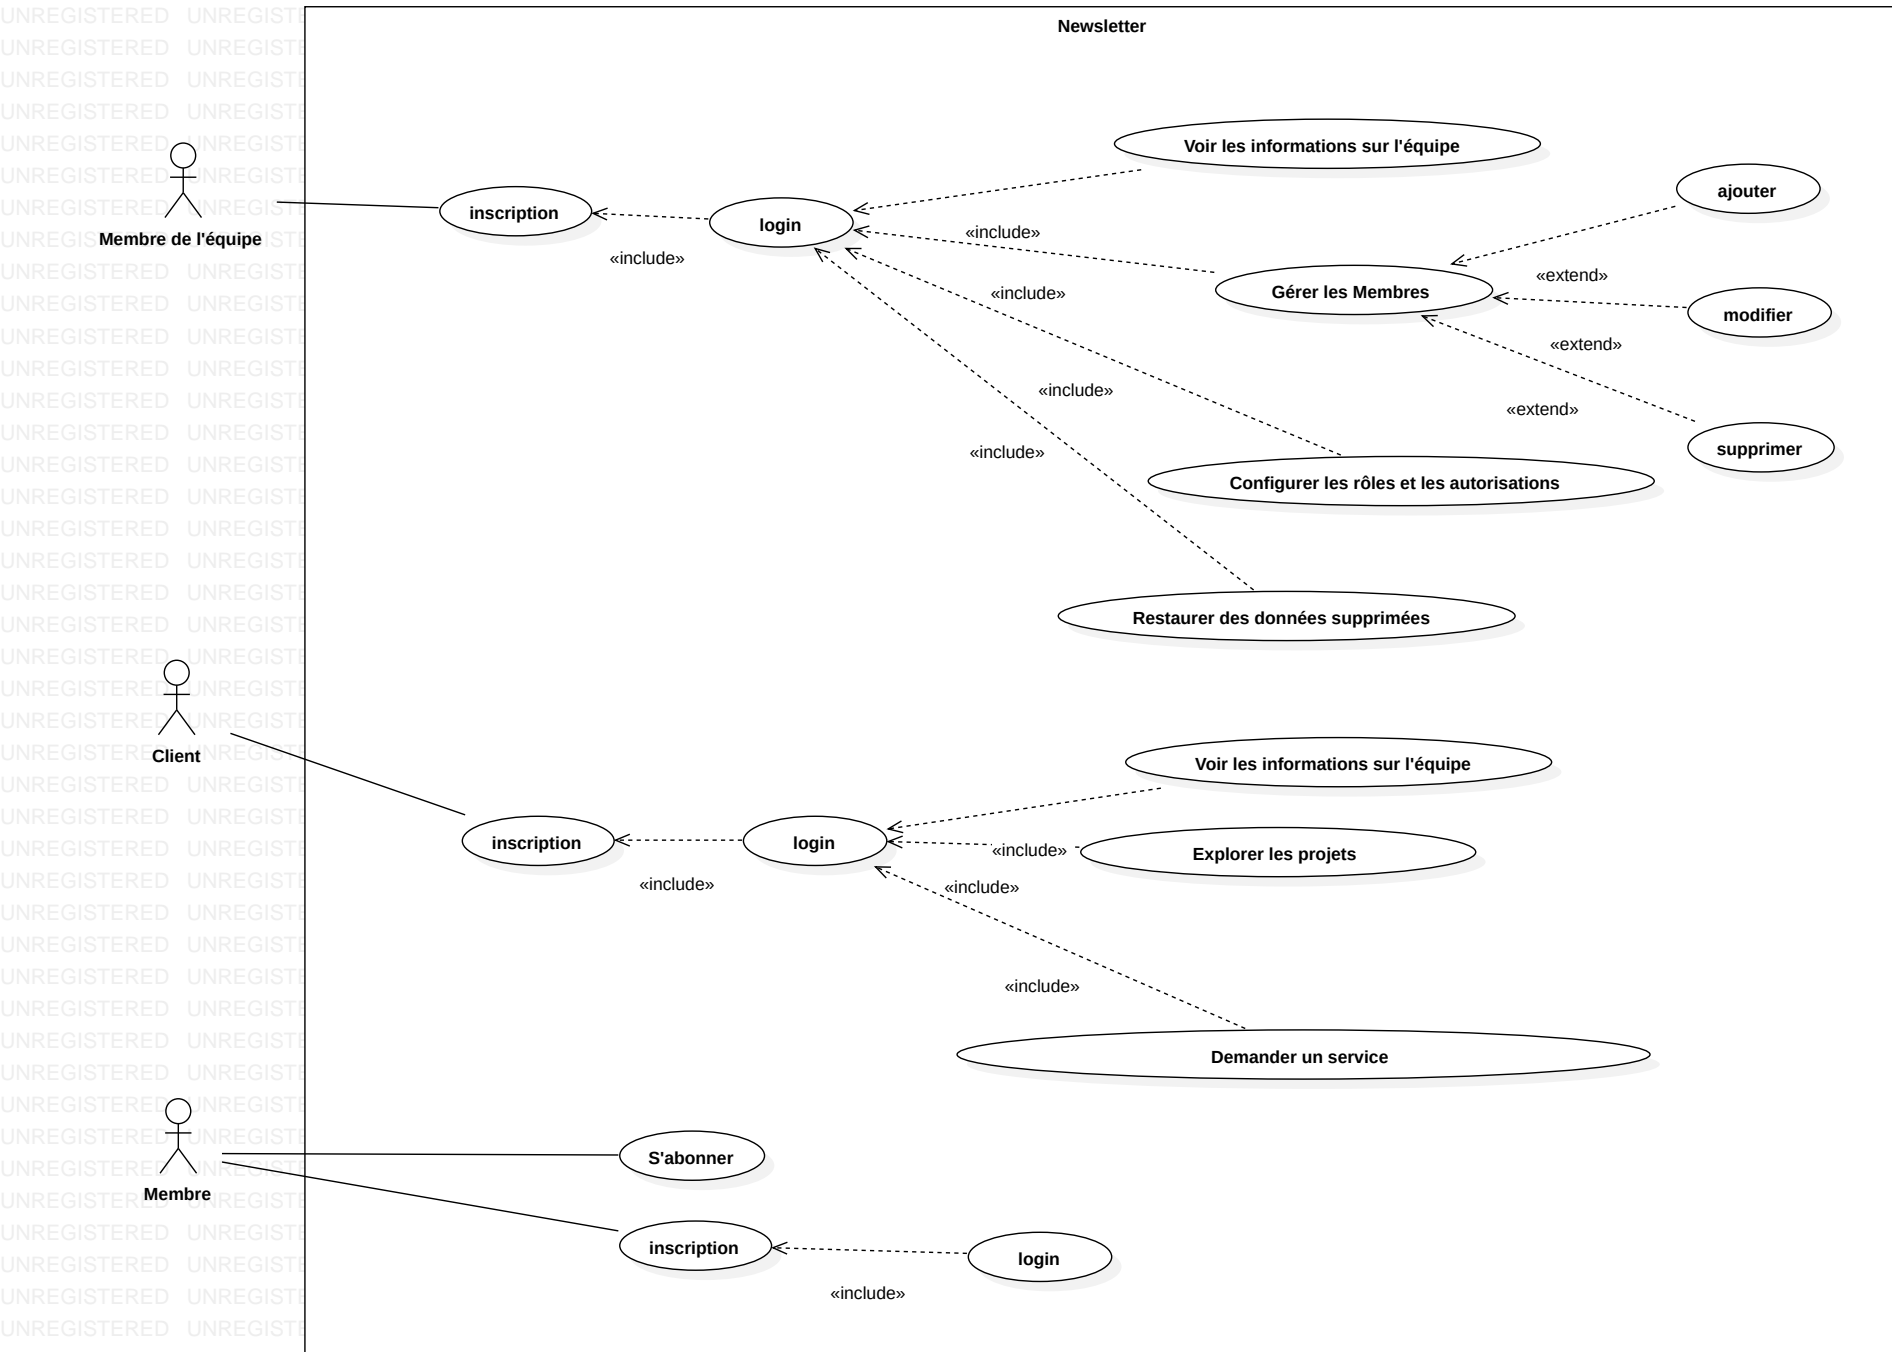 Newsletter
Voir les informations sur l'équipe
ajouter
inscription
login
«include»
Membre de l'équipe
«include»
«extend»
Gérer les Membres
«include»
modifier
«extend»
«include»
«extend»
supprimer
«include»
Configurer les rôles et les autorisations
Restaurer des données supprimées
Client
Voir les informations sur l'équipe
inscription
login
«include»
Explorer les projets
«include»
«include»
«include»
Demander un service
S'abonner
Membre
inscription
login
«include»
UNREGISTERED UNREGISTERED